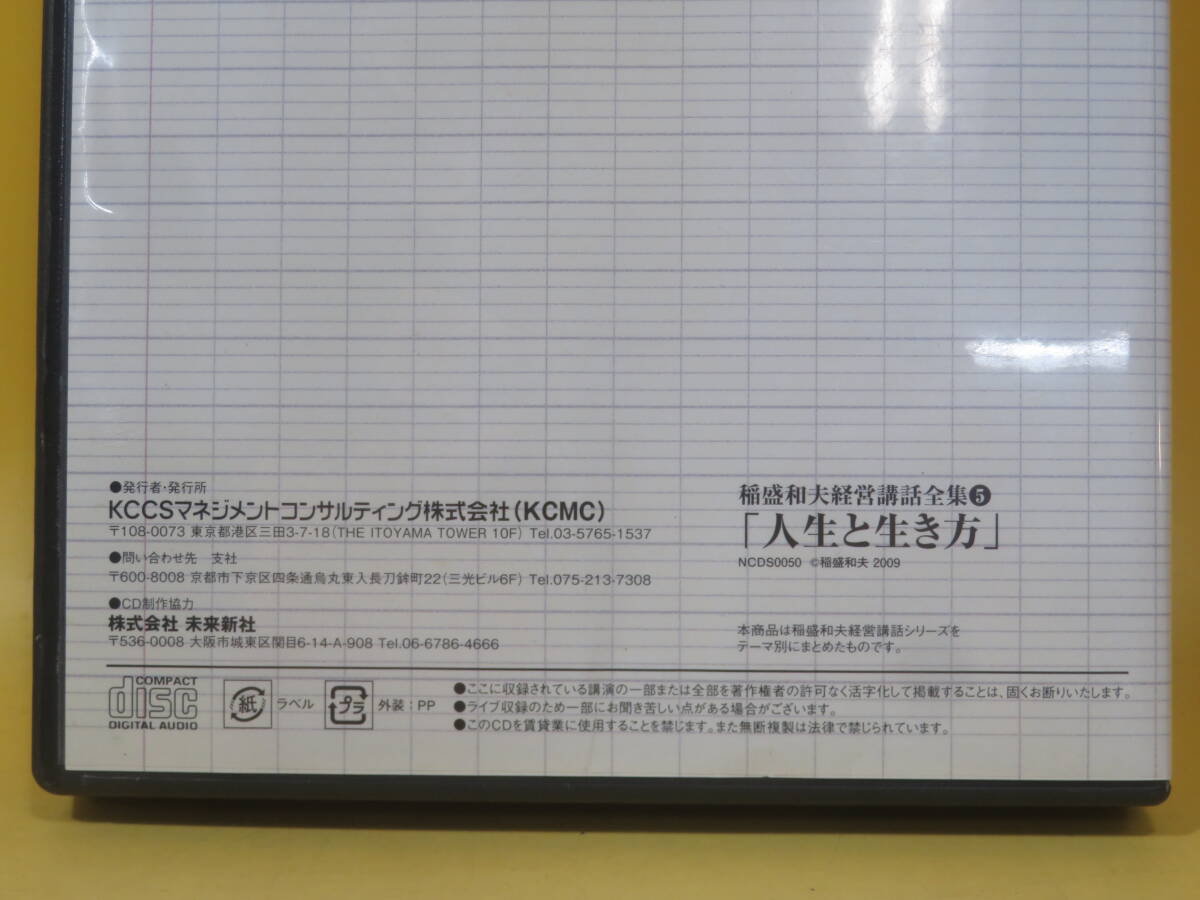 ●発行者・発行所
KCCSマネジメントコンサルティング株式会社(KCMC)
〒108-0073 東京都港区三田3-7-18(THE ITOYAMA TOWER 10F) Tel.03-5765-1537
●問い合わせ先 支社
〒600-8008 京都市下京区四条通烏丸東入長刀鉾町22(三光ビル6F) Tel.075-213-7308
●CD制作協力
株式会社 未来新社
〒536-0008 大阪市城東区関目6-14-A-908 Tel.06-6786-4666
稲盛和夫経営講話全集❺
「人生と生き方」
NCDS0050 ©稲盛和夫 2009
本商品は稲盛和夫経営講話シリーズを
テーマ別にまとめたものです。
COMPACT
disc
DIGITAL AUDIO
紙 ラベル
プラ 外装:PP
●ここに収録されている講演の一部または全部を著作権者の許可なく活字化して掲載することは、固くお断りいたします。
●ライブ収録のため一部にお聞き苦しい点がある場合がございます。
●このCDを賃貸業に使用することを禁じます。また無断複製は法律で禁じられています。